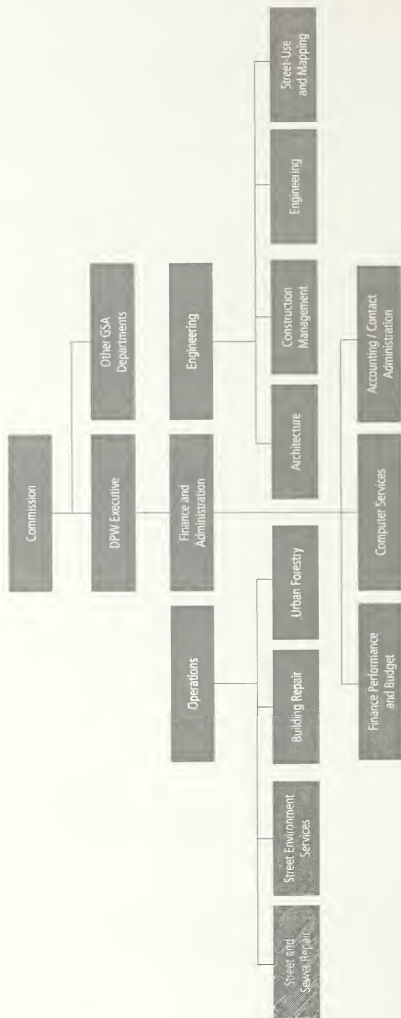 Commission
DPW Executive
Other GSA
Departments
Operations
Finance and
Administration
Engineering
Street and
Sewer Repair
Street Environment
Services
Building Repair
Urban Forestry
Architecture
Construction
Management
Engineering
Street-Use
and Mapping
Finance Performance
and Budget
Computer Services
Accounting / Contact
Administration